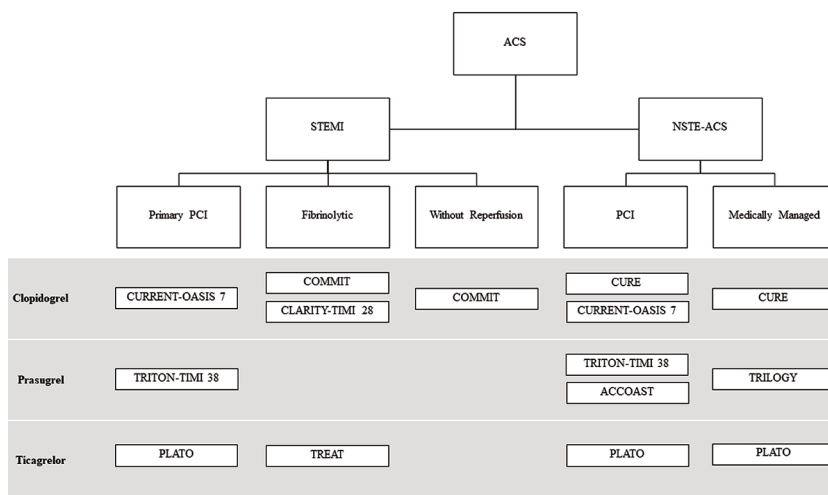 ACS
STEMI
NSTE-ACS
Primary PCI
Fibrinolytic
Without Reperfusion
PCI
Medically Managed
Clopidogrel
CURRENT-OASIS 7
COMMIT
CLARITY-TIMI 28
COMMIT
CURE
CURRENT-OASIS 7
CURE
Prasugrel
TRITON-TIMI 38
TRITON-TIMI 38
ACCOAST
TRILOGY
Ticagrelor
PLATO
TREAT
PLATO
PLATO